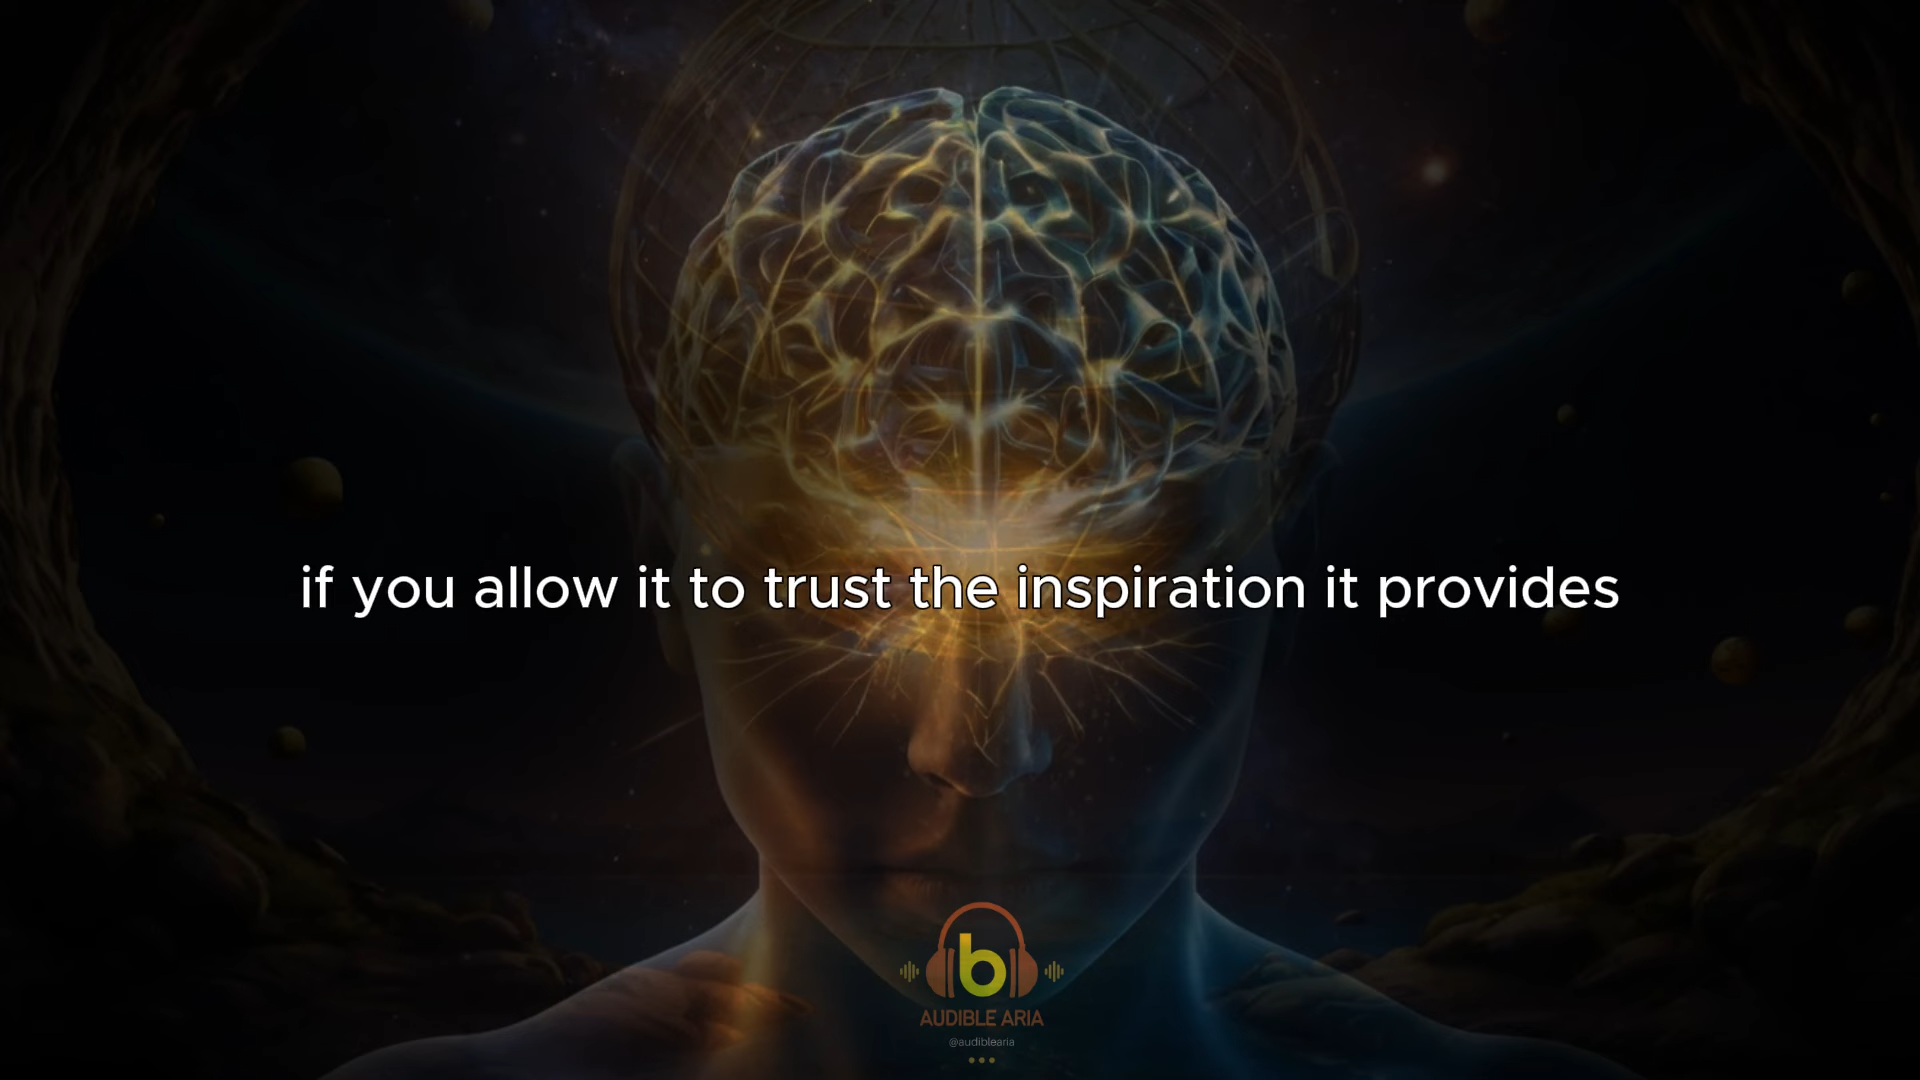 if you allow it to trust the inspiration it provides
b
AUDIBLE ARIA
@audiblearia